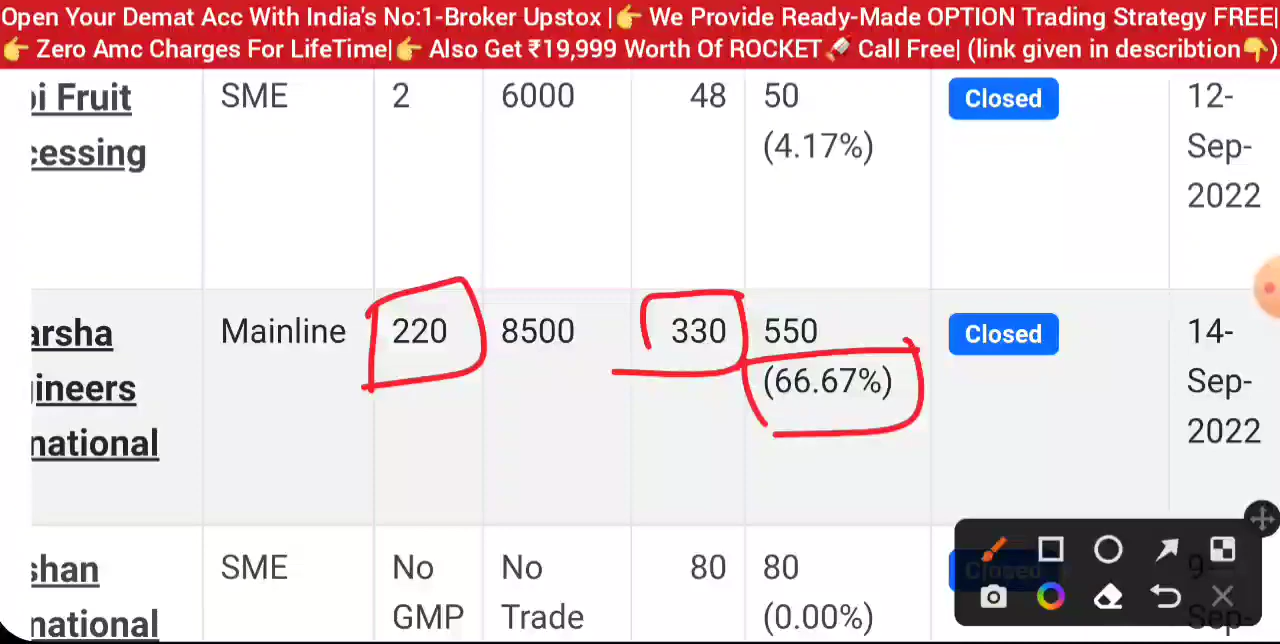 Open Your Demat Acc With India's No:1-Broker Upstox |👉 We Provide Ready-Made OPTION Trading Strategy FREE|
👉 Zero Amc Charges For LifeTime|👉 Also Get ₹19,999 Worth Of ROCKET🚀 Call Free| (link given in describtion👇)
i Fruit SME 2 6000 48 50 Closed 12-
cessing (4.17%) Sep-
2022
arsha Mainline 220 8500 330 550 Closed 14-
ineers (66.67%) Sep-
national 2022
shan SME No No 80 80 Closed 9-
national GMP Trade (0.00%) Sep-